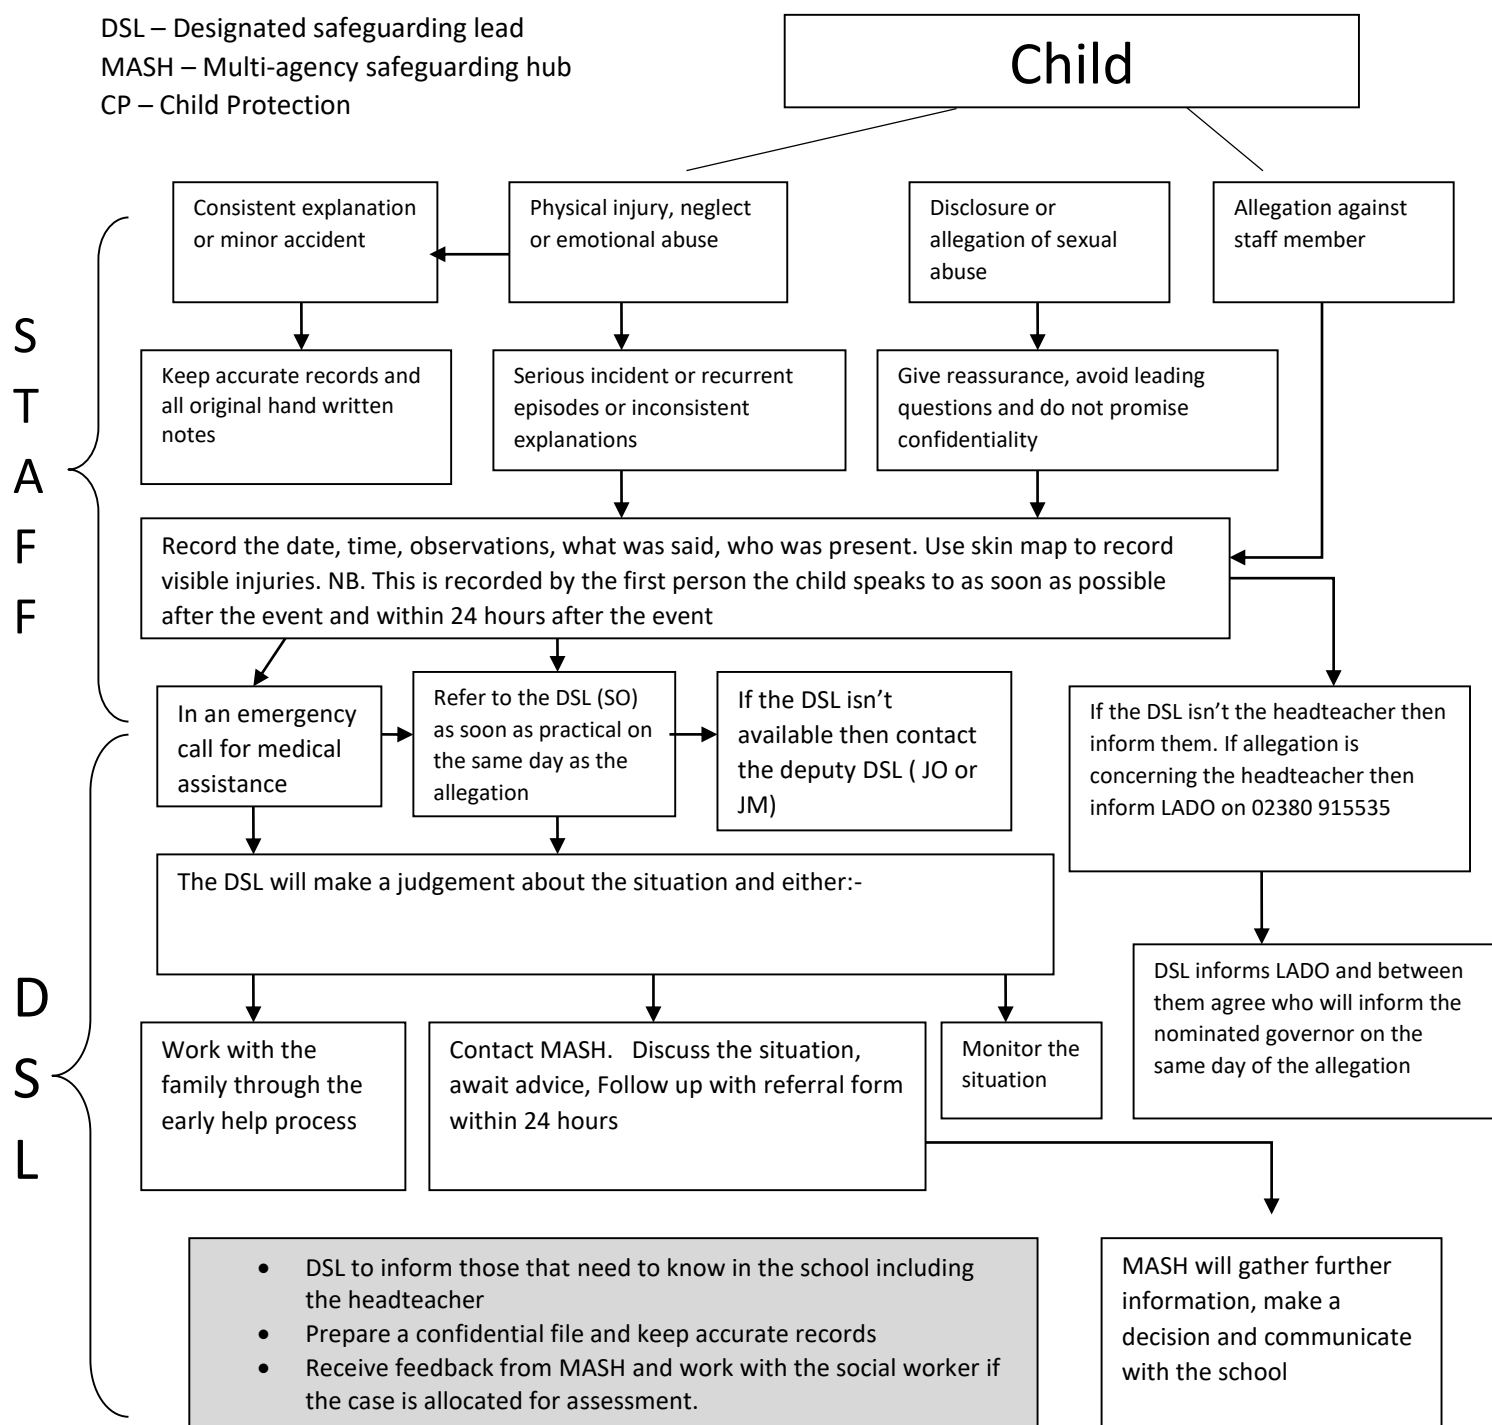 DSL – Designated safeguarding lead
MASH – Multi-agency safeguarding hub
CP – Child Protection
Child
Consistent explanation
or minor accident
Physical injury, neglect
or emotional abuse
Disclosure or
allegation of sexual
abuse
Allegation against
staff member
S
T
A
F
F
Keep accurate records and
all original hand written
notes
Serious incident or recurrent
episodes or inconsistent
explanations
Give reassurance, avoid leading
questions and do not promise
confidentiality
Record the date, time, observations, what was said, who was present. Use skin map to record
visible injuries. NB. This is recorded by the first person the child speaks to as soon as possible
after the event and within 24 hours after the event
In an emergency
call for medical
assistance
Refer to the DSL (SO)
as soon as practical on
the same day as the
allegation
If the DSL isn’t
available then contact
the deputy DSL ( JO or
JM)
If the DSL isn’t the headteacher then
inform them. If allegation is
concerning the headteacher then
inform LADO on 02380 915535
The DSL will make a judgement about the situation and either:-
DSL informs LADO and between
them agree who will inform the
nominated governor on the
same day of the allegation
D
S
L
Work with the
family through the
early help process
Contact MASH.   Discuss the situation,
await advice, Follow up with referral form
within 24 hours
Monitor the
situation
• DSL to inform those that need to know in the school including
the headteacher
• Prepare a confidential file and keep accurate records
• Receive feedback from MASH and work with the social worker if
the case is allocated for assessment.
MASH will gather further
information, make a
decision and communicate
with the school